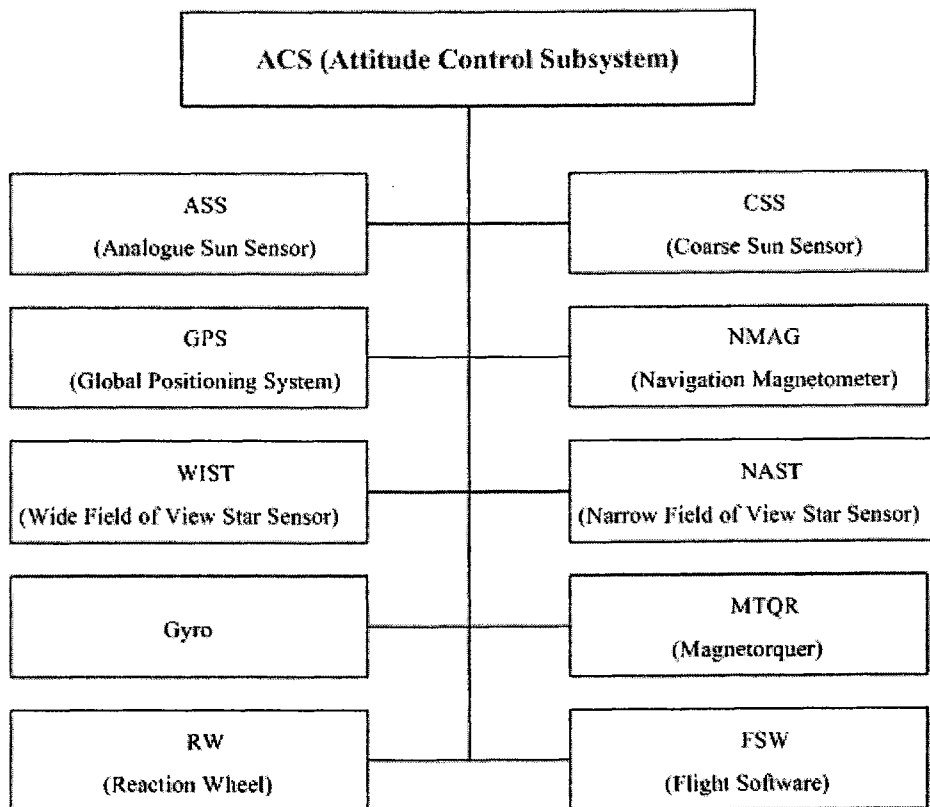 ACS (Attitude Control Subsystem)
ASS
(Analogue Sun Sensor)
CSS
(Coarse Sun Sensor)
GPS
(Global Positioning System)
NMAG
(Navigation Magnetometer)
WIST
(Wide Field of View Star Sensor)
NAST
(Narrow Field of View Star Sensor)
Gyro
MTQR
(Magnetorquer)
RW
(Reaction Wheel)
FSW
(Flight Software)